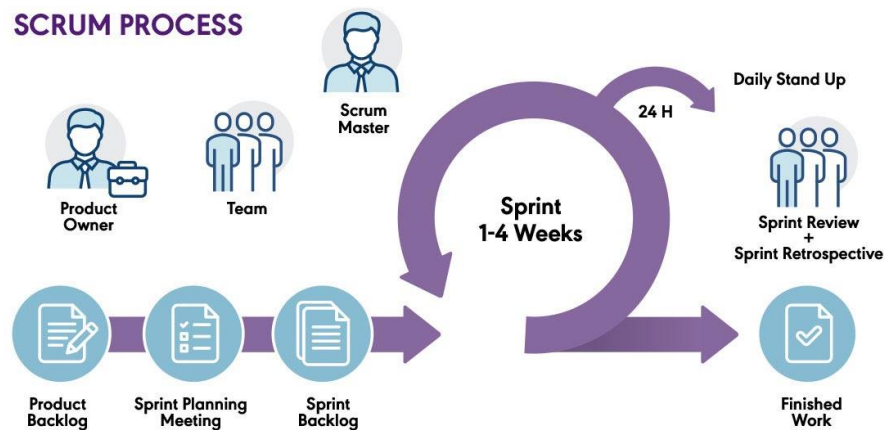 SCRUM PROCESS
Scrum
Master
Product
Owner
Team
Daily Stand Up
24 H
Sprint
1-4 Weeks
Sprint Review
+
Sprint Retrospective
Product
Backlog
Sprint Planning
Meeting
Sprint
Backlog
Finished
Work